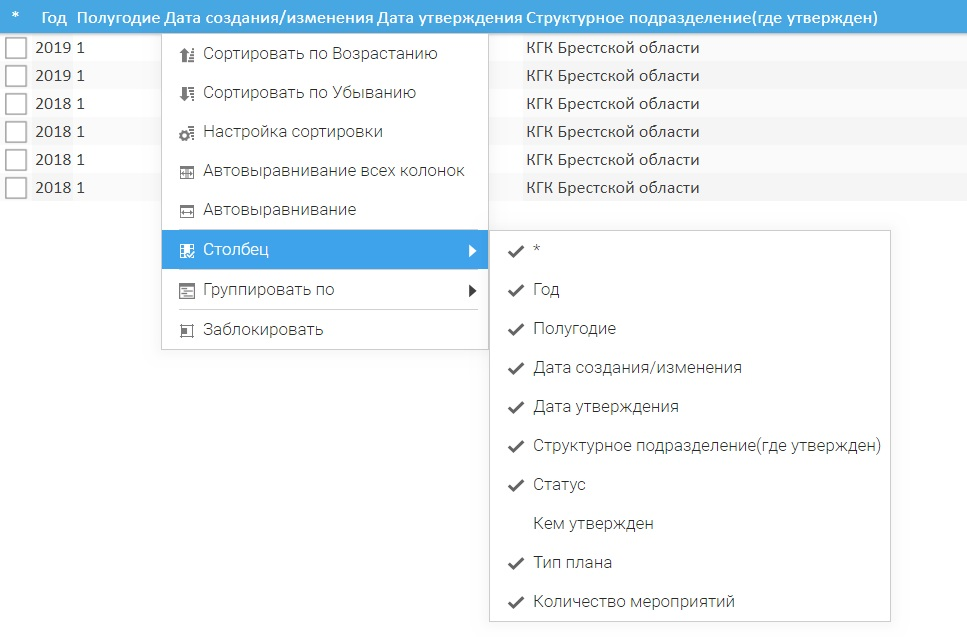 * Год Полугодие Дата создания/изменения Дата утверждения Структурное подразделение(где утвержден)
2019 1 КГК Брестской области
2019 1 КГК Брестской области
2018 1 КГК Брестской области
2018 1 КГК Брестской области
2018 1 КГК Брестской области
2018 1 КГК Брестской области
Сортировать по Возрастанию
Сортировать по Убыванию
Настройка сортировки
Автовыравнивание всех колонок
Автовыравнивание
Столбец
Группировать по
Заблокировать
*
Год
Полугодие
Дата создания/изменения
Дата утверждения
Структурное подразделение(где утвержден)
Статус
Кем утвержден
Тип плана
Количество мероприятий